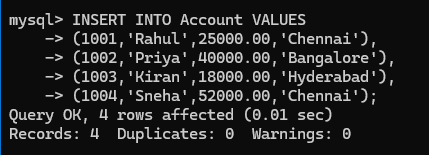 mysql> INSERT INTO Account VALUES
    -> (1001,'Rahul',25000.00,'Chennai'),
    -> (1002,'Priya',40000.00,'Bangalore'),
    -> (1003,'Kiran',18000.00,'Hyderabad'),
    -> (1004,'Sneha',52000.00,'Chennai');
Query OK, 4 rows affected (0.01 sec)
Records: 4  Duplicates: 0  Warnings: 0